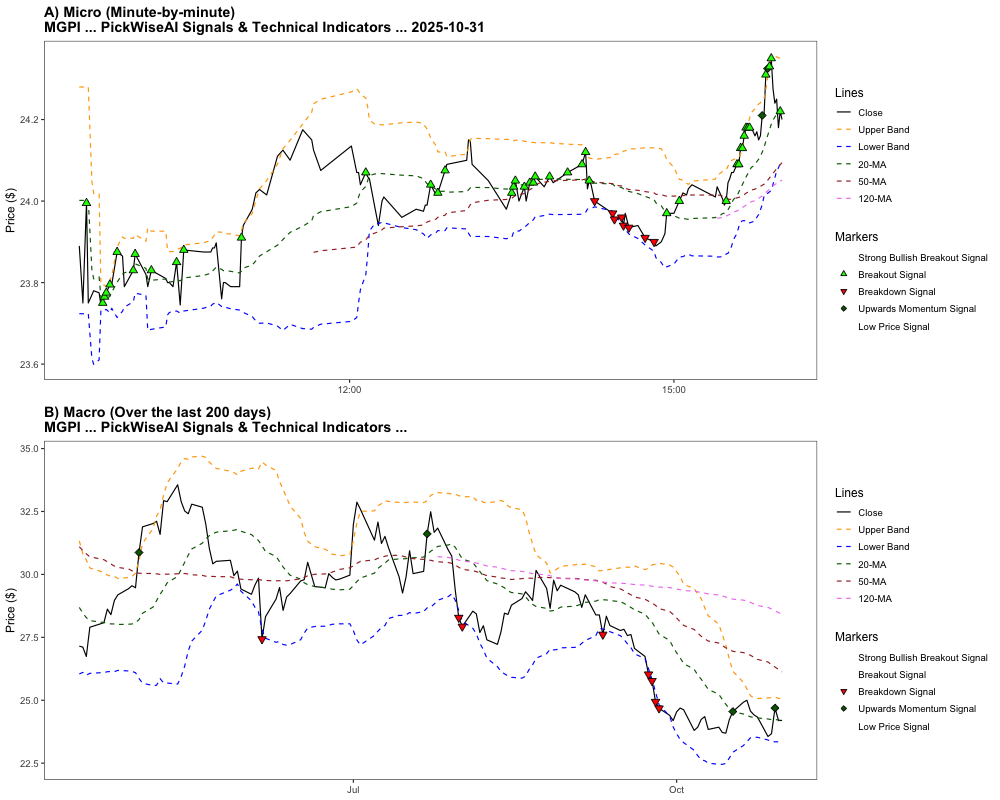 A) Micro (Minute-by-minute)
MGPI ... PickWiseAI Signals & Technical Indicators ... 2025-10-31
Price ($)
24.2
24.0
23.8
23.6
12:00
15:00
Lines
Close
Upper Band
Lower Band
20-MA
50-MA
120-MA
Markers
Strong Bullish Breakout Signal
Breakout Signal
Breakdown Signal
Upwards Momentum Signal
Low Price Signal
B) Macro (Over the last 200 days)
MGPI ... PickWiseAI Signals & Technical Indicators ...
Price ($)
35.0
32.5
30.0
27.5
25.0
22.5
Jul
Oct
Lines
Close
Upper Band
Lower Band
20-MA
50-MA
120-MA
Markers
Strong Bullish Breakout Signal
Breakout Signal
Breakdown Signal
Upwards Momentum Signal
Low Price Signal